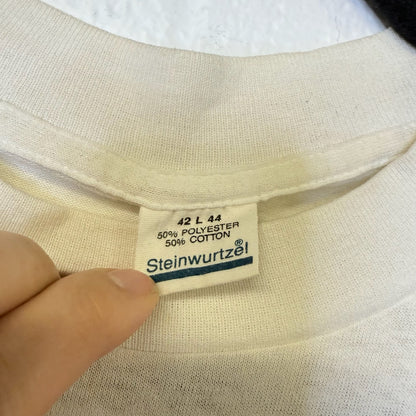 42 L 44
50% POLYESTER
50% COTTON
Steinwurtzel®